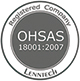 Registered Company
OHSAS
18001:2007
LENNTECH